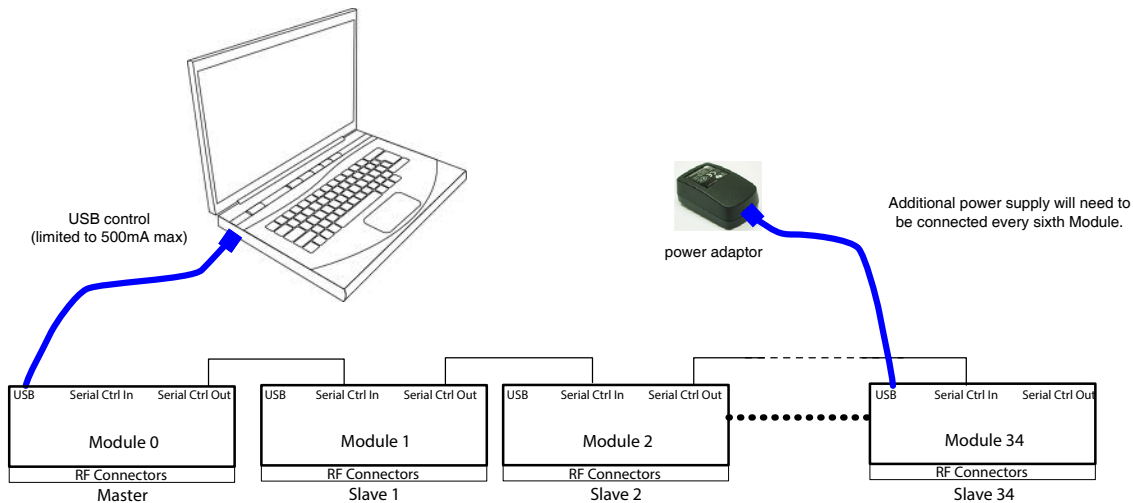 USB control
(limited to 500mA max)
power adaptor
Additional power supply will need to
be connected every sixth Module.
USB Serial Ctrl In Serial Ctrl Out
Module 0
RF Connectors
Master
USB Serial Ctrl In Serial Ctrl Out
Module 1
RF Connectors
Slave 1
USB Serial Ctrl In Serial Ctrl Out
Module 2
RF Connectors
Slave 2
USB Serial Ctrl In Serial Ctrl Out
Module 34
RF Connectors
Slave 34